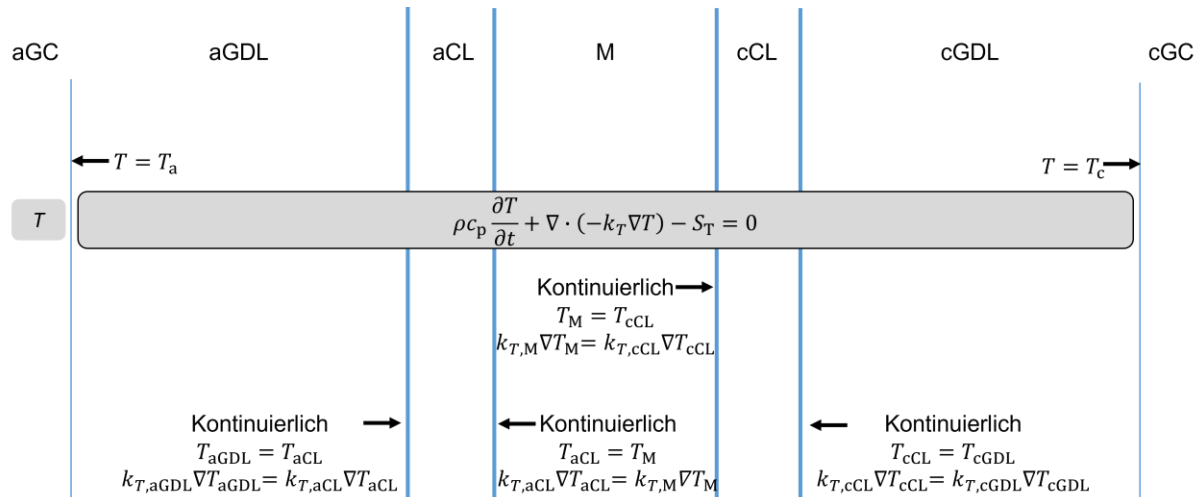 aGC aGDL aCL M cCL cGDL cGC
T = Tₐ T = T_c
T ρc_p ∂T/∂t + ∇ · (−k_T ∇T) − S_T = 0
Kontinuierlich
T_M = T_cCL
k_T,M ∇T_M = k_T,cCL ∇T_cCL
Kontinuierlich Kontinuierlich Kontinuierlich
T_aGDL = T_aCL T_aCL = T_M T_cCL = T_cGDL
k_T,aGDL ∇T_aGDL = k_T,aCL ∇T_aCL k_T,aCL ∇T_aCL = k_T,M ∇T_M k_T,cCL ∇T_cCL = k_T,cGDL ∇T_cGDL